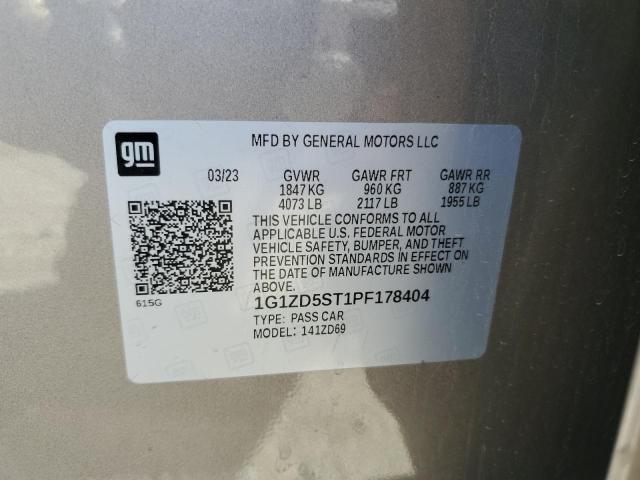 gm
MFD BY GENERAL MOTORS LLC
03/23 GVWR GAWR FRT GAWR RR
1847 KG 960 KG 887 KG
4073 LB 2117 LB 1955 LB
THIS VEHICLE CONFORMS TO ALL
APPLICABLE U.S. FEDERAL MOTOR
VEHICLE SAFETY, BUMPER, AND THEFT
PREVENTION STANDARDS IN EFFECT ON
THE DATE OF MANUFACTURE SHOWN
ABOVE.
615G
1G1ZD5ST1PF178404
TYPE: PASS CAR
MODEL: 141ZD69